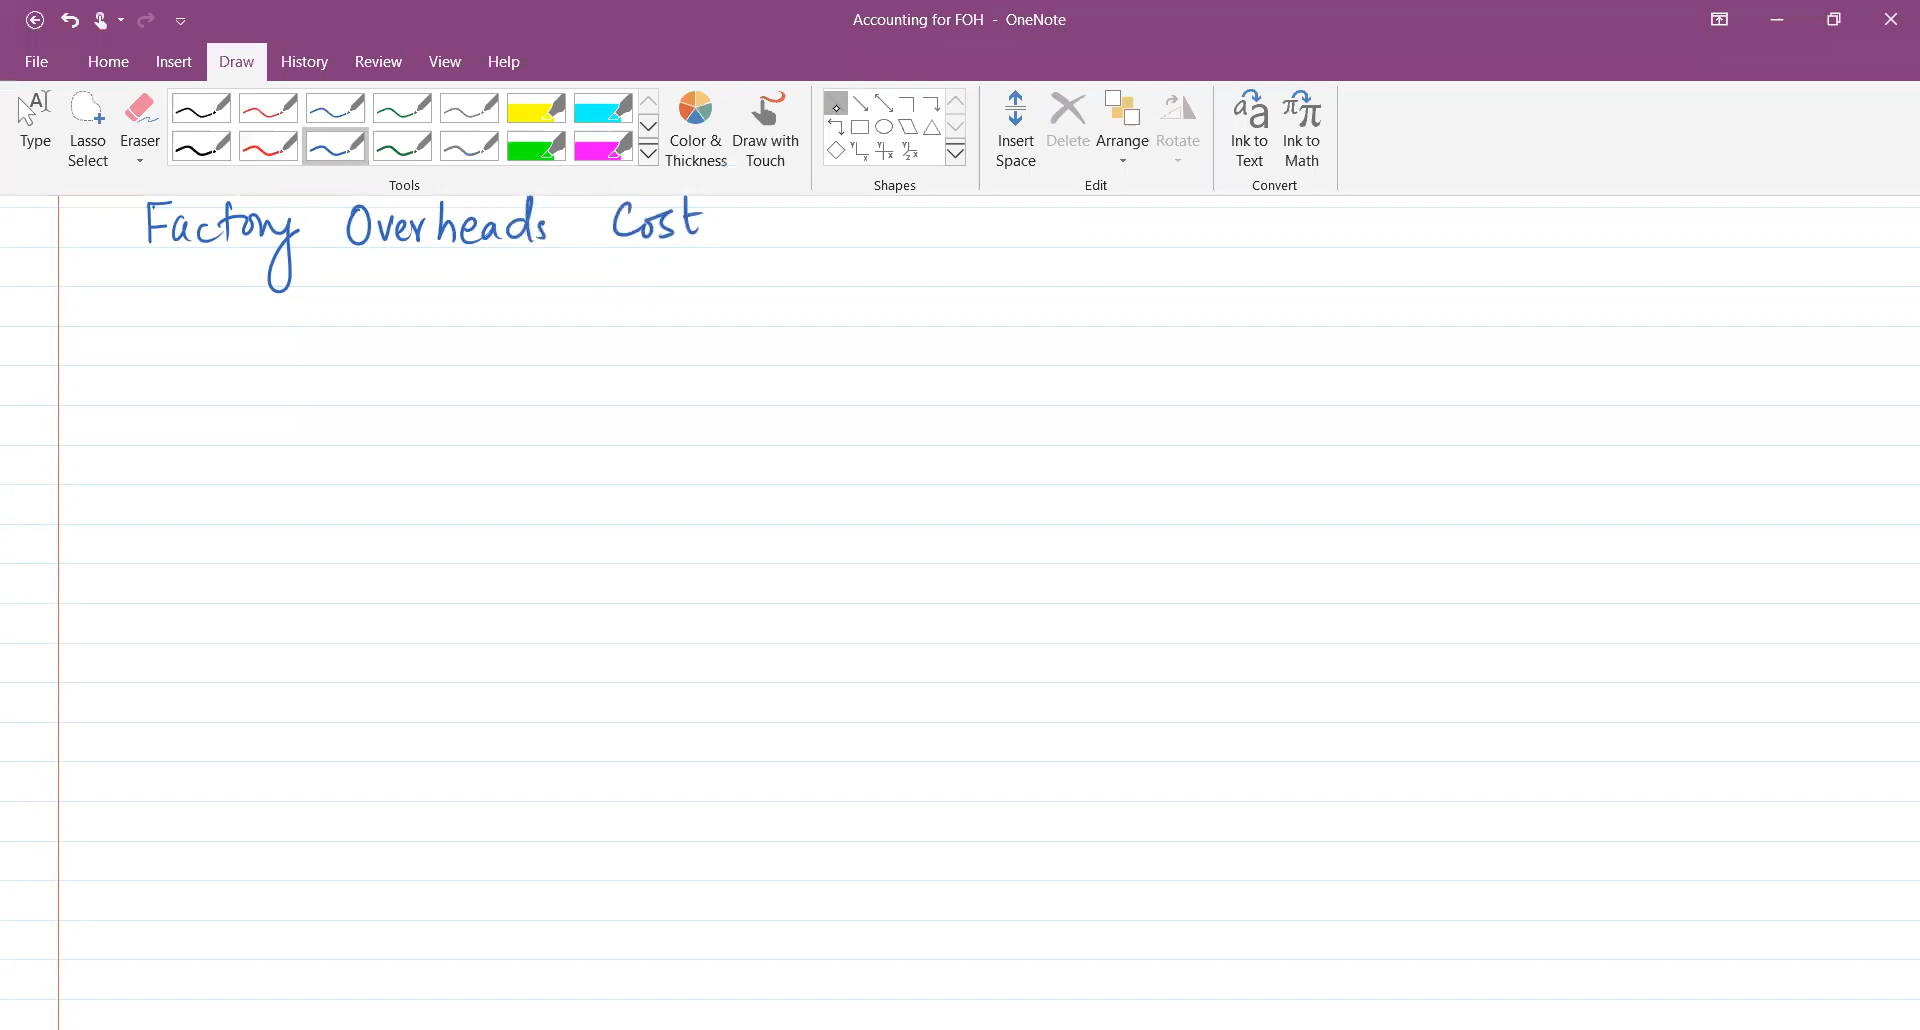 Accounting for FOH - OneNote
File Home Insert Draw History Review View Help
Type
Lasso Select
Eraser
Color & Thickness
Draw with Touch
Insert Space
Delete
Arrange
Rotate
Ink to Text
Ink to Math
Tools
Shapes
Edit
Convert
Factory Overheads Cost